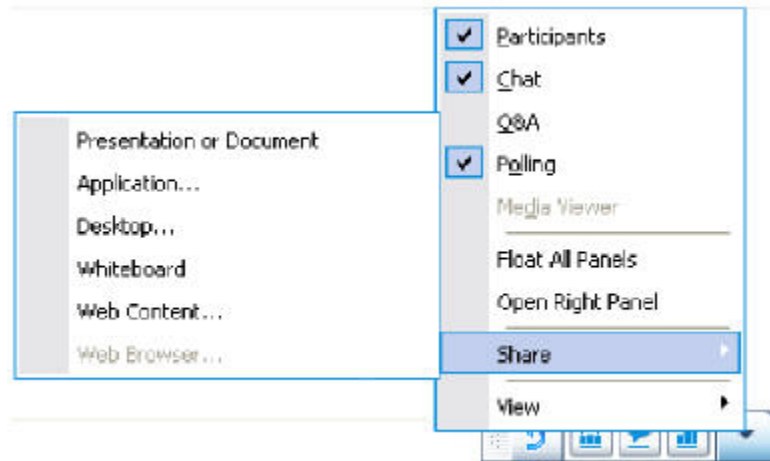 Participants
Chat
Q&A
Polling
Media Viewer
Float All Panels
Open Right Panel
Share
View
Presentation or Document
Application...
Desktop...
Whiteboard
Web Content...
Web Browser...